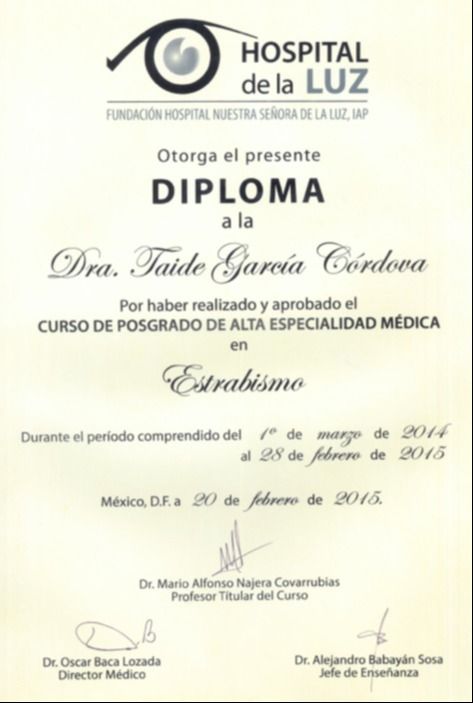 HOSPITAL
de la LUZ
FUNDACIÓN HOSPITAL NUESTRA SEÑORA DE LA LUZ, IAP
Otorga el presente
DIPLOMA
a la
Dra. Taide García Córdova
Por haber realizado y aprobado el
CURSO DE POSGRADO DE ALTA ESPECIALIDAD MÉDICA
en
Estrabismo
Durante el período comprendido del 1º de marzo de 2014
al 28 de febrero de 2015
México, D.F. a 20 de febrero de 2015.
Dr. Mario Alfonso Najera Covarrubias
Profesor Títular del Curso
Dr. Oscar Baca Lozada
Director Médico
Dr. Alejandro Babayán Sosa
Jefe de Enseñanza